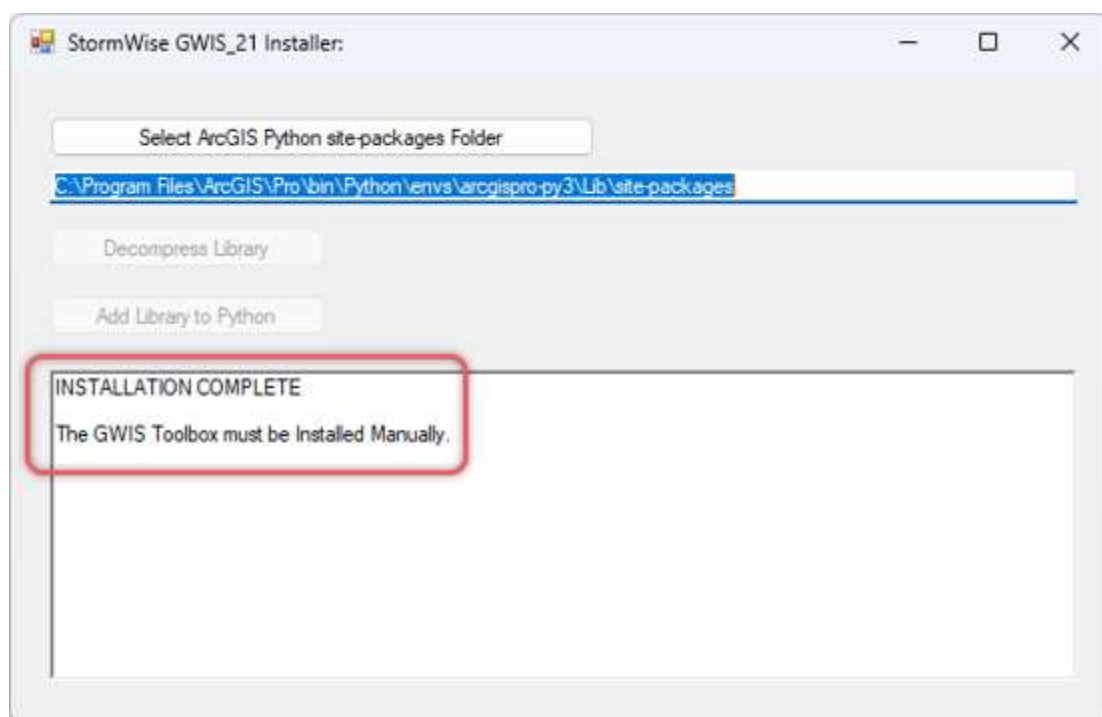 StormWise GWIS_21 Installer:
Select ArcGIS Python site-packages Folder
C:\Program Files\ArcGIS\Pro\bin\Python\envs\arcgispro-py3\Lib\site-packages
Decompress Library
Add Library to Python
INSTALLATION COMPLETE
The GWIS Toolbox must be Installed Manually.